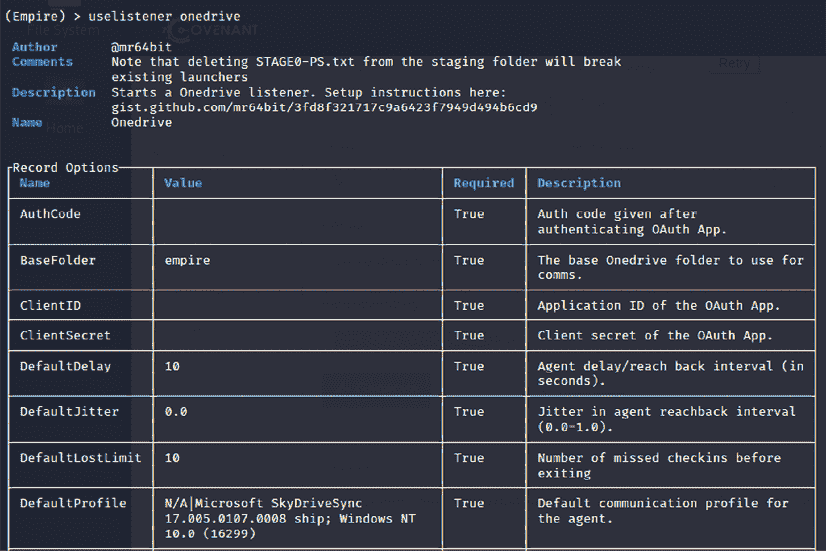 (Empire) > uselistener onedrive
File System
COVENANT
Author @mr64bit
Comments Note that deleting STAGE0-PS.txt from the staging folder will break
existing launchers
Retry
Description Starts a Onedrive listener. Setup instructions here:
gist.github.com/mr64bit/3fd8f321717c9a6423f7949d494b6cd9
Name Onedrive
Home
Record Options
Name Value Required Description
AuthCode True Auth code given after
authenticating OAuth App.
BaseFolder empire True The base Onedrive folder to use for
comms.
ClientID True Application ID of the OAuth App.
ClientSecret True Client secret of the OAuth App.
DefaultDelay 10 True Agent delay/reach back interval (in
seconds).
DefaultJitter 0.0 True Jitter in agent reachback interval
(0.0-1.0).
DefaultLostLimit 10 True Number of missed checkins before
exiting
DefaultProfile N/A|Microsoft SkyDriveSync True Default communication profile for
17.005.0107.0008 ship; Windows NT the agent.
10.0 (16299)